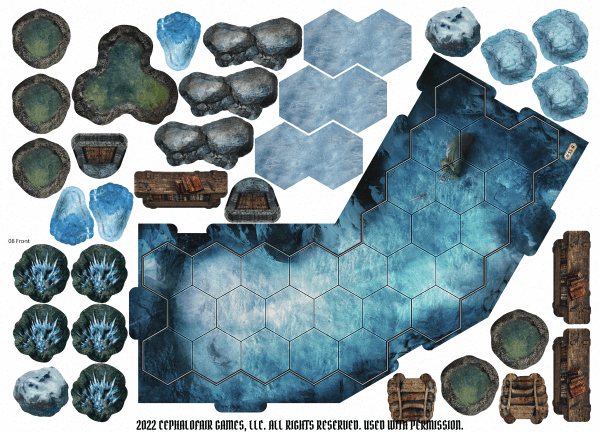 08 Front
2022 CEPHALOFAIR GAMES, LLC. ALL RIGHTS RESERVED. USED WITH PERMISSION.